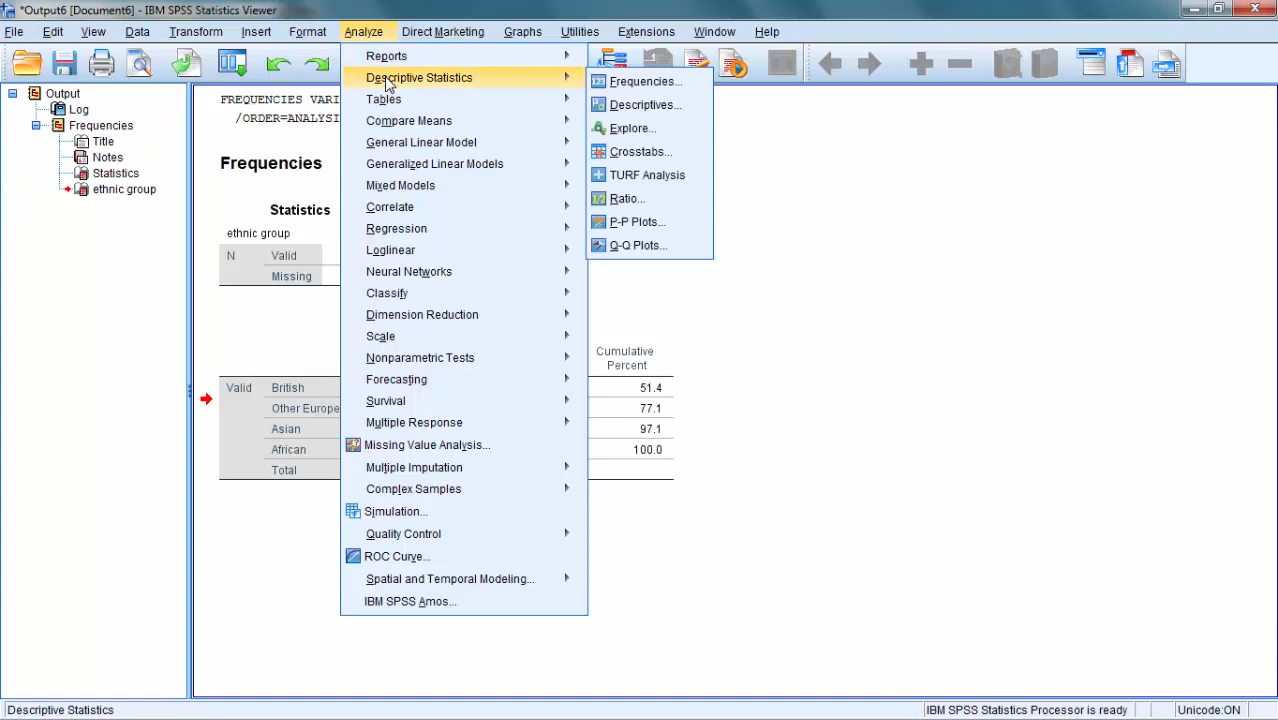 *Output6 [Document6] - IBM SPSS Statistics Viewer
File Edit View Data Transform Insert Format Analyze Direct Marketing Graphs Utilities Extensions Window Help
Output
Log
Frequencies
Title
Notes
Statistics
ethnic group
FREQUENCIES VARI
/ORDER=ANALYSI
Frequencies
Statistics
ethnic group
N Valid
Missing
Cumulative
Percent
Valid British 51.4
Other Europe 77.1
Asian 97.1
African 100.0
Total
Reports
Descriptive Statistics
Tables
Compare Means
General Linear Model
Generalized Linear Models
Mixed Models
Correlate
Regression
Loglinear
Neural Networks
Classify
Dimension Reduction
Scale
Nonparametric Tests
Forecasting
Survival
Multiple Response
Missing Value Analysis...
Multiple Imputation
Complex Samples
Simulation...
Quality Control
ROC Curve...
Spatial and Temporal Modeling...
IBM SPSS Amos...
Frequencies...
Descriptives...
Explore...
Crosstabs...
TURF Analysis
Ratio...
P-P Plots...
Q-Q Plots...
Descriptive Statistics
IBM SPSS Statistics Processor is ready
Unicode:ON